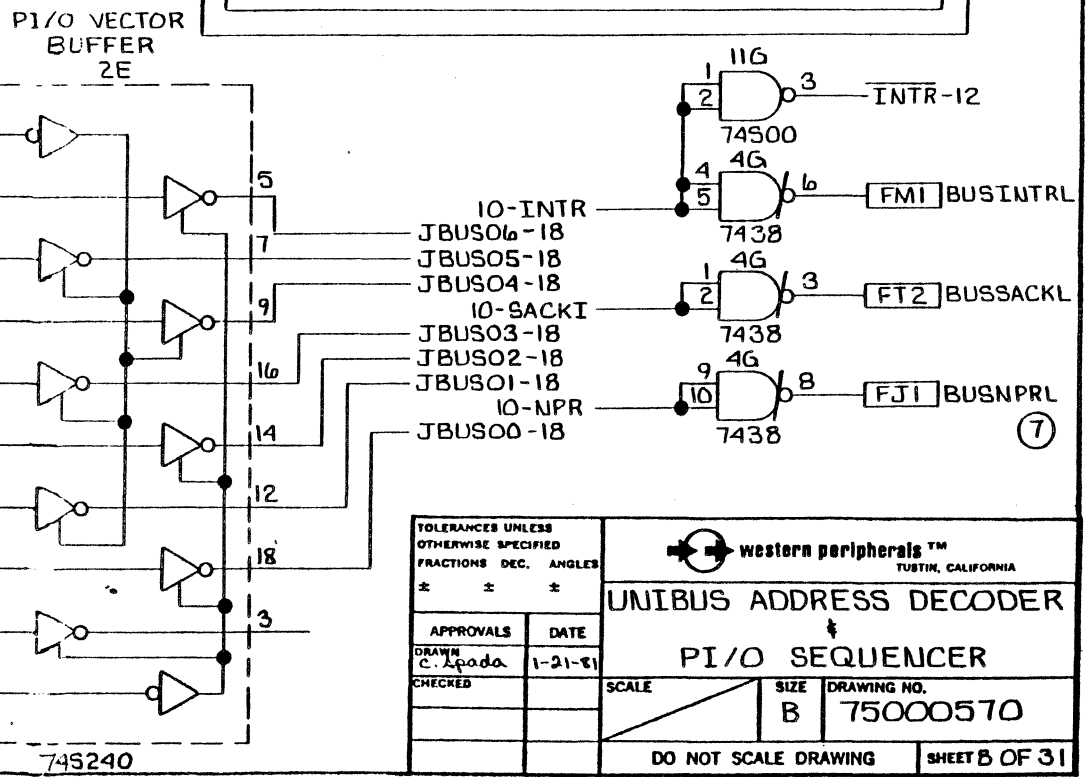 PI/O VECTOR
BUFFER
2E
5
7
9
16
14
12
18
3
74S240
10-INTR
JBUS06-18
JBUS05-18
JBUS04-18
10-SACKI
JBUS03-18
JBUS02-18
JBUS01-18
10-NPR
JBUS00-18
11G
1
2
3
INTR-12
74S00
4G
4
5
6
FM1 BUSINTRL
7438
4G
1
2
3
FT2 BUSSACKL
7438
4G
9
10
8
FJ1 BUSNPRL
7438
7
TOLERANCES UNLESS
OTHERWISE SPECIFIED
FRACTIONS DEC. ANGLES
± ± ±
APPROVALS DATE
DRAWN
C. Spada 1-21-81
CHECKED
western peripherals ™
TUSTIN, CALIFORNIA
UNIBUS ADDRESS DECODER
&
PI/O SEQUENCER
SCALE
SIZE
B
DRAWING NO.
75000570
DO NOT SCALE DRAWING
SHEET 8 OF 31